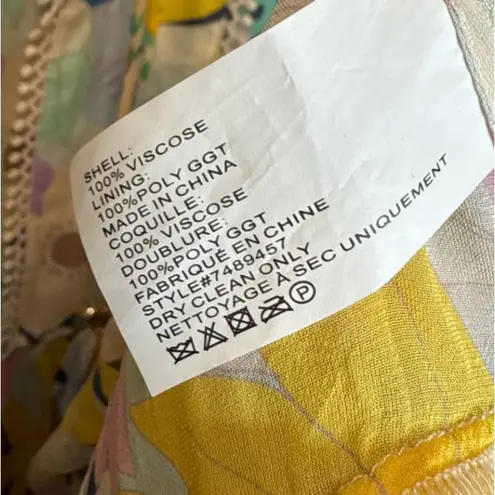 SHELL:
100% VISCOSE
LINING:
100%POLY GGT
MADE IN CHINA
COQUILLE:
100% VISCOSE
DOUBLURE:
100%POLY GGT
FABRIQUÉ EN CHINE
STYLE#7489457
DRY CLEAN ONLY
NETTOYAGE À SEC UNIQUEMENT
P